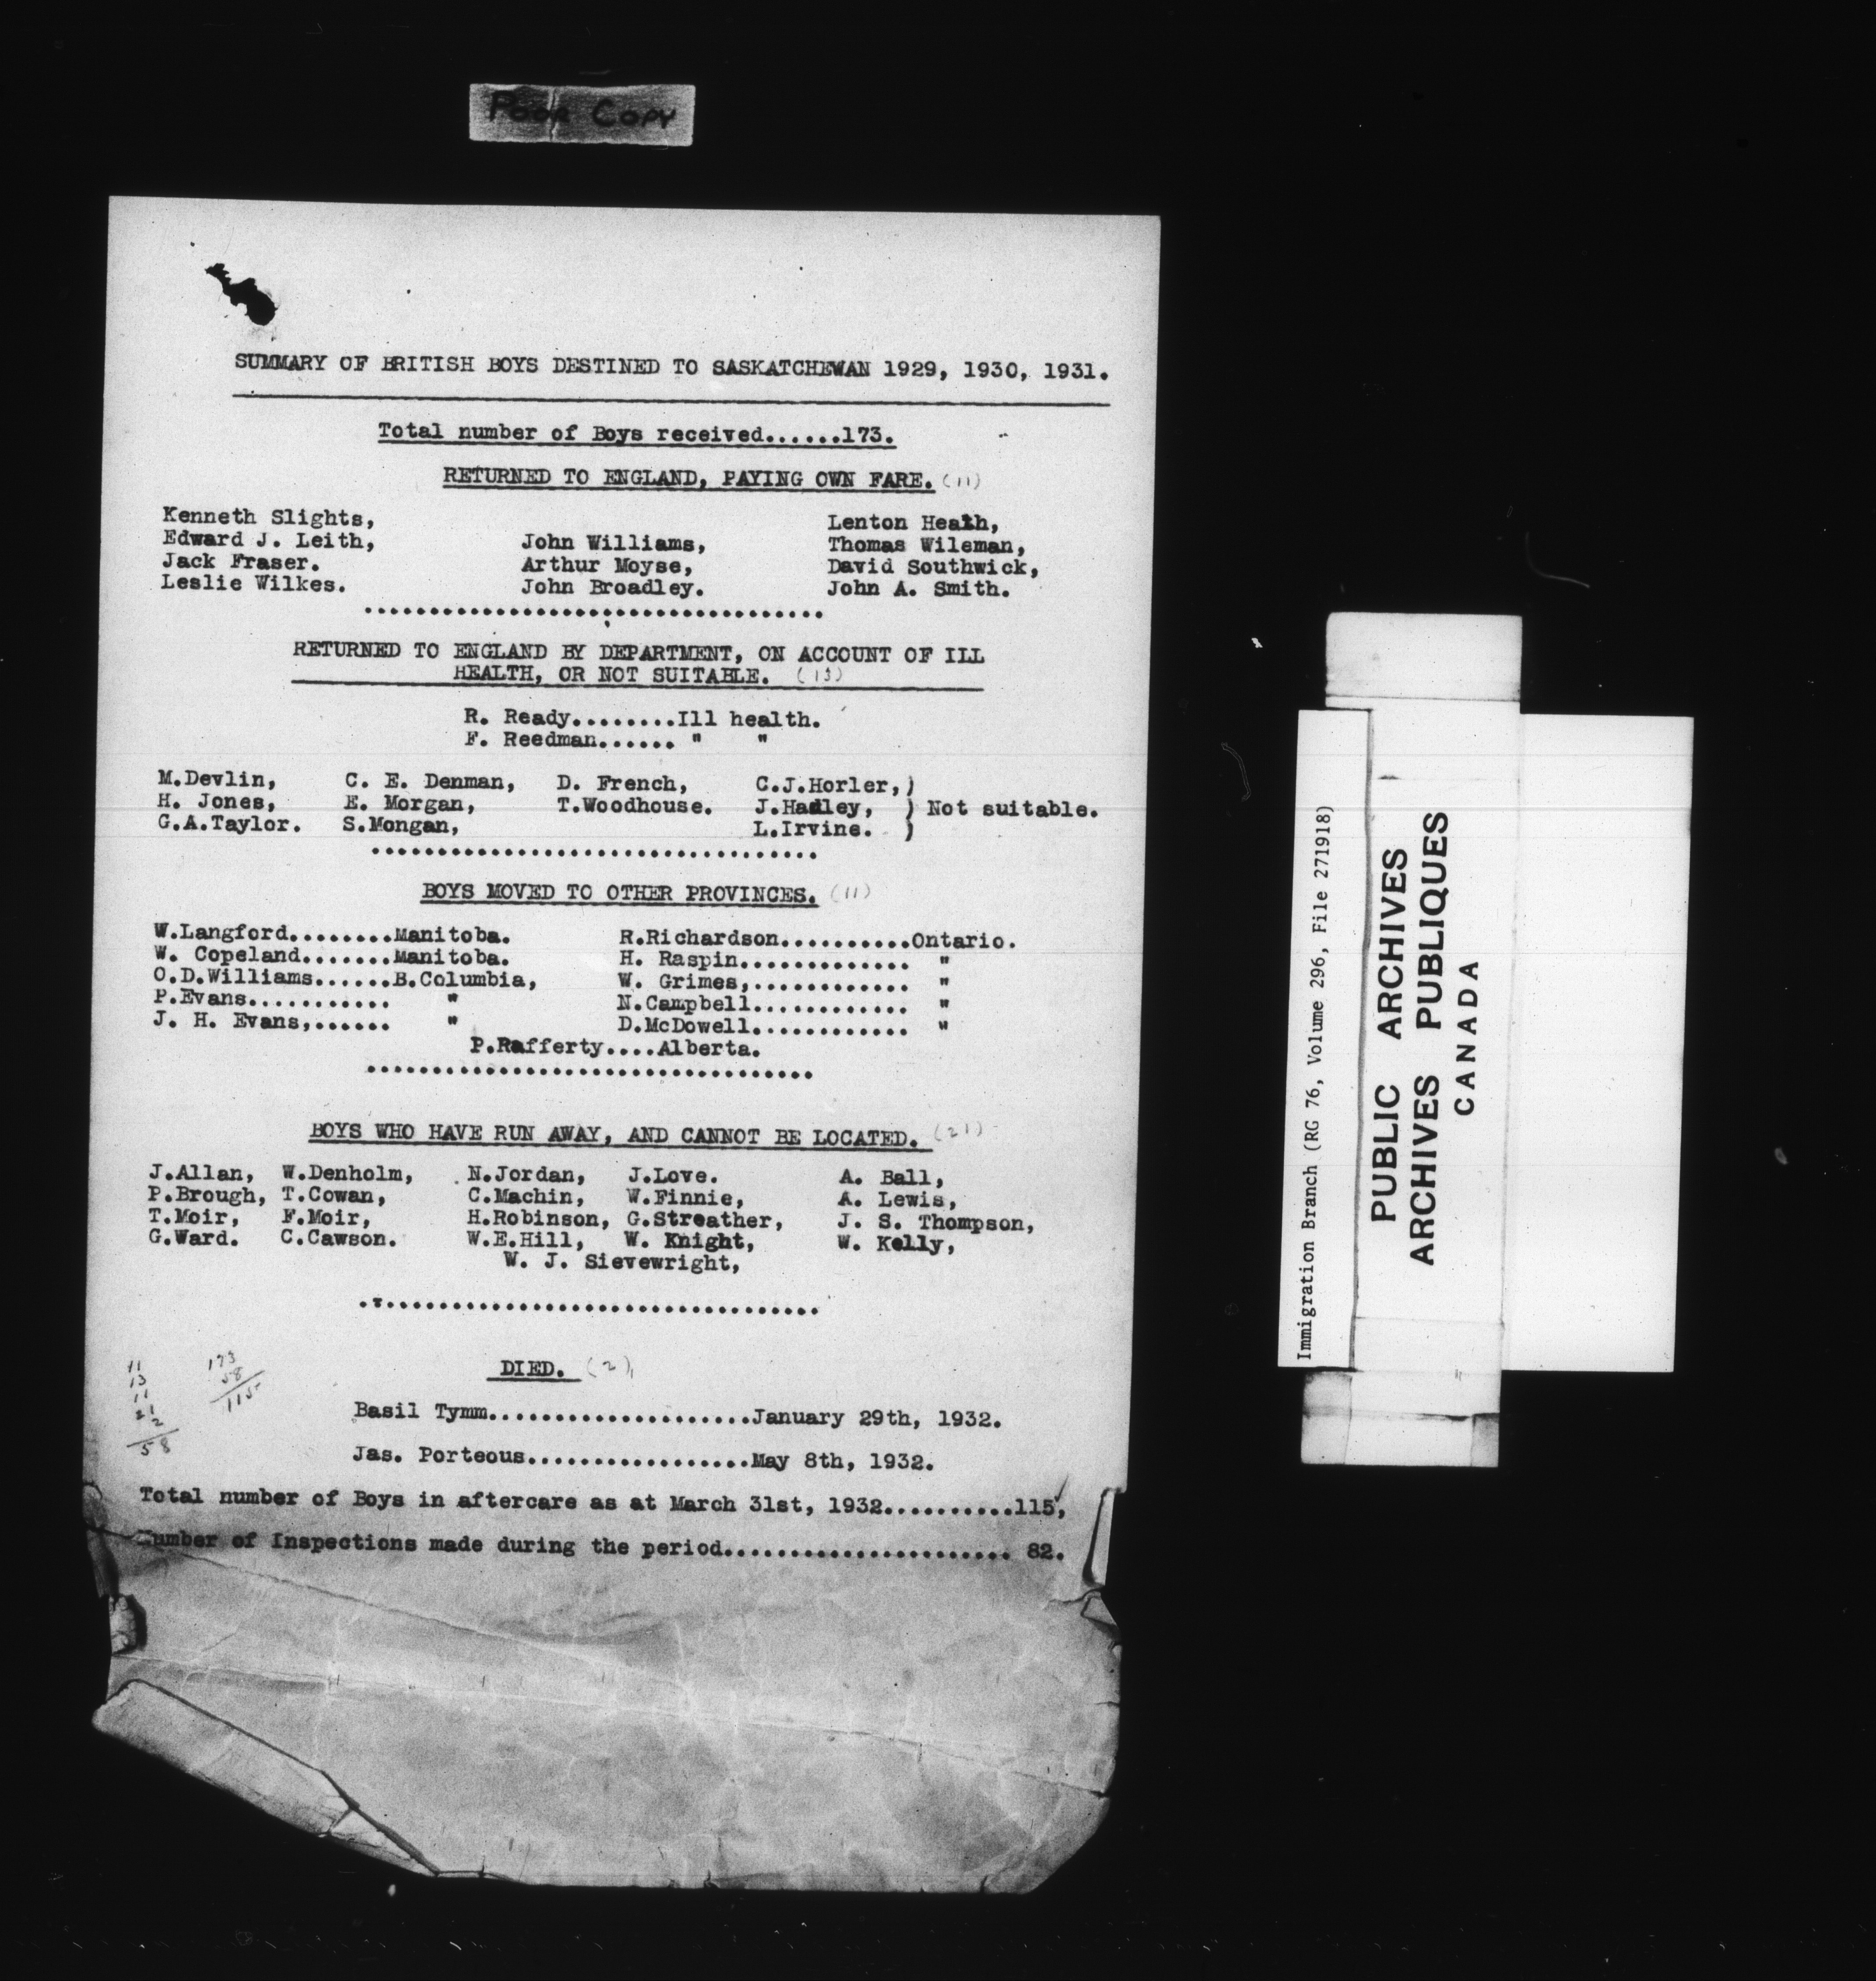 POOR COPY
SUMMARY OF BRITISH BOYS DESTINED TO SASKATCHEWAN 1929, 1930, 1931.
Total number of Boys received......173.
RETURNED TO ENGLAND, PAYING OWN FARE. (11)
Kenneth Slights, Lenton Heath,
Edward J. Leith, John Williams, Thomas Wileman,
Jack Fraser. Arthur Moyse, David Southwick,
Leslie Wilkes. John Broadley. John A. Smith.
..................................
RETURNED TO ENGLAND BY DEPARTMENT, ON ACCOUNT OF ILL
HEALTH, OR NOT SUITABLE. (13)
R. Ready........Ill health.
F. Reedman...... " "
M.Devlin, C. E. Denman, D. French, C.J.Horler,)
H. Jones, E. Morgan, T.Woodhouse. J.Hadley, ) Not suitable.
G.A.Taylor. S.Mongan, L.Irvine. )
..................................
BOYS MOVED TO OTHER PROVINCES. (11)
W.Langford........Manitoba. R.Richardson..........Ontario.
W. Copeland.......Manitoba. H. Raspin............. "
O.D.Williams......B.Columbia, W. Grimes,............ "
P.Evans........... " N.Campbell............ "
J. H. Evans,...... " D.McDowell............ "
P.Rafferty....Alberta.
..................................
BOYS WHO HAVE RUN AWAY, AND CANNOT BE LOCATED. (21)
J.Allan, W.Denholm, N.Jordan, J.Love. A. Ball,
P.Brough, T.Cowan, C.Machin, W.Finnie, A. Lewis,
T.Moir, F.Moir, H.Robinson, G.Streather, J. S. Thompson,
G.Ward. C.Cawson. W.E.Hill, W. Knight, W. Kelly,
W. J. Sievewright,
..................................
DIED. (2)
11
13
11
21
2
58
173
58
115
Basil Tymm....................January 29th, 1932.
Jas. Porteous.................May 8th, 1932.
Total number of Boys in aftercare as at March 31st, 1932..........115,
Number of Inspections made during the period...................... 82.
Immigration Branch (RG 76, Volume 296, File 271918)
PUBLIC ARCHIVES
ARCHIVES PUBLIQUES
CANADA